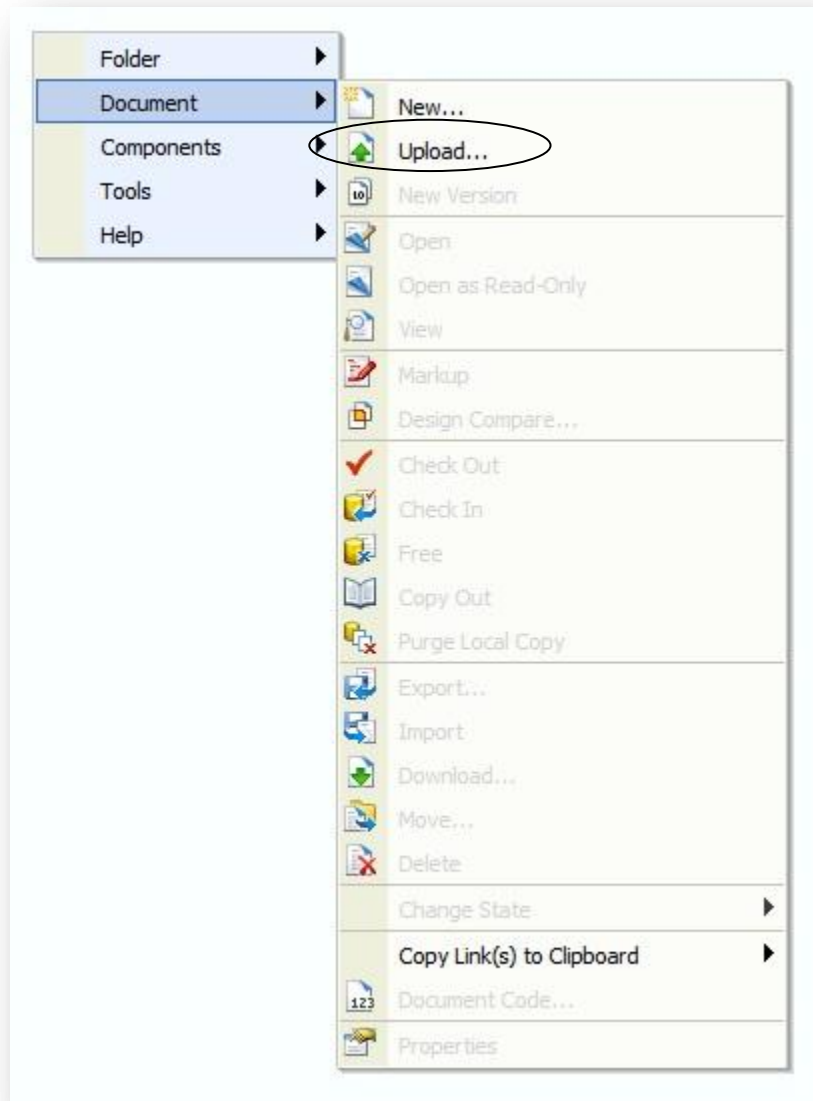 Folder
Document
Components
Tools
Help
New...
Upload...
New Version
Open
Open as Read-Only
View
Markup
Design Compare...
Check Out
Check In
Free
Copy Out
Purge Local Copy
Export...
Import
Download...
Move...
Delete
Change State
Copy Link(s) to Clipboard
123 Document Code...
Properties